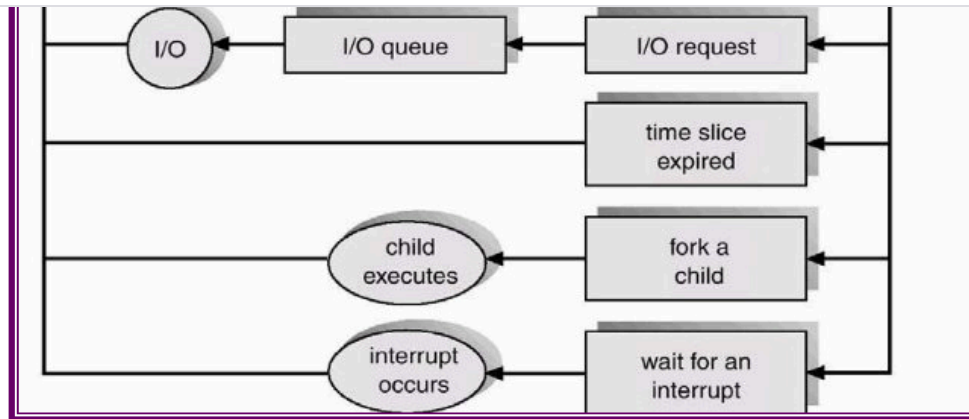 I/O
I/O queue
I/O request
time slice
expired
child
executes
fork a
child
interrupt
occurs
wait for an
interrupt